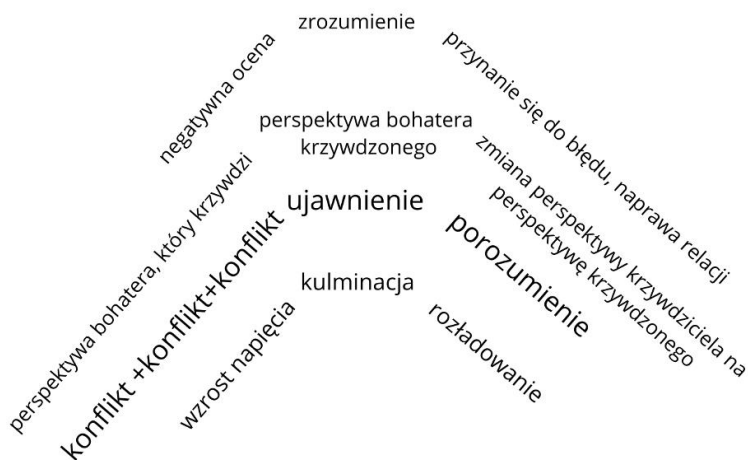 zrozumienie
negatywna ocena
przynanie się do błędu, naprawa relacji
perspektywa bohatera
krzywdzonego
perspektywa bohatera, który krzywdzi
zmiana perspektywy krzywdziciela na
perspektywę krzywdzonego
ujawnienie
konflikt +konflikt+konflikt
porozumienie
kulminacja
wzrost napięcia
rozładowanie